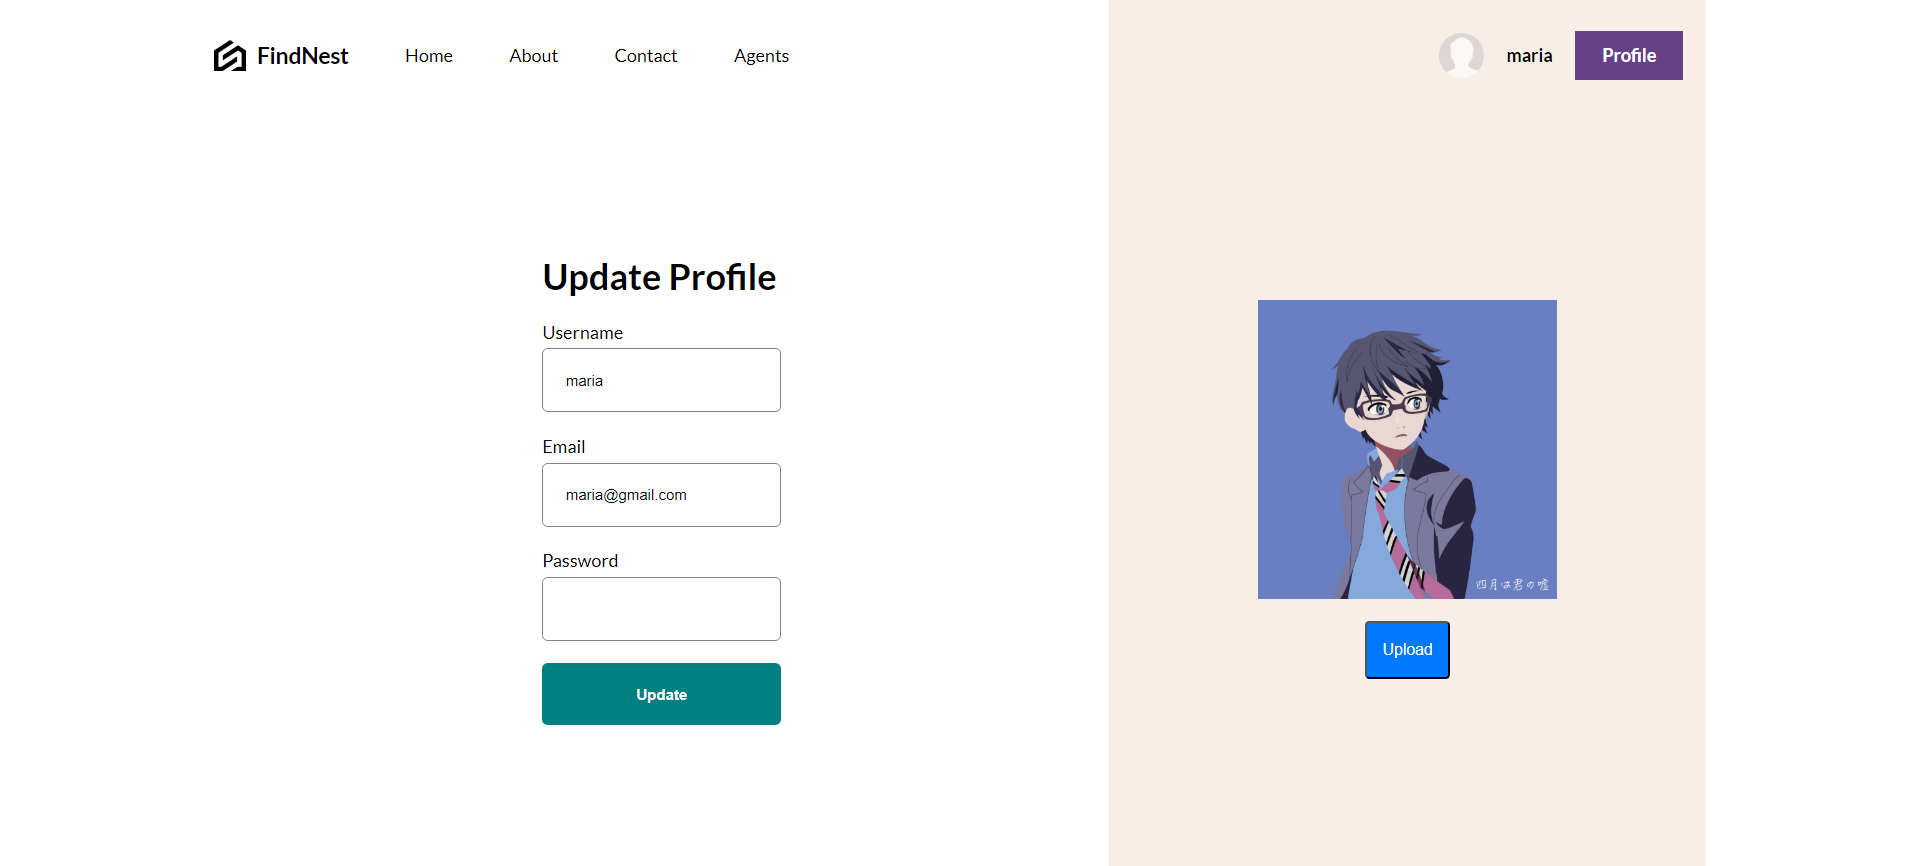 FindNest
Home
About
Contact
Agents
maria
Profile
Update Profile
Username
maria
Email
maria@gmail.com
Password
Update
四月は君の嘘
Upload